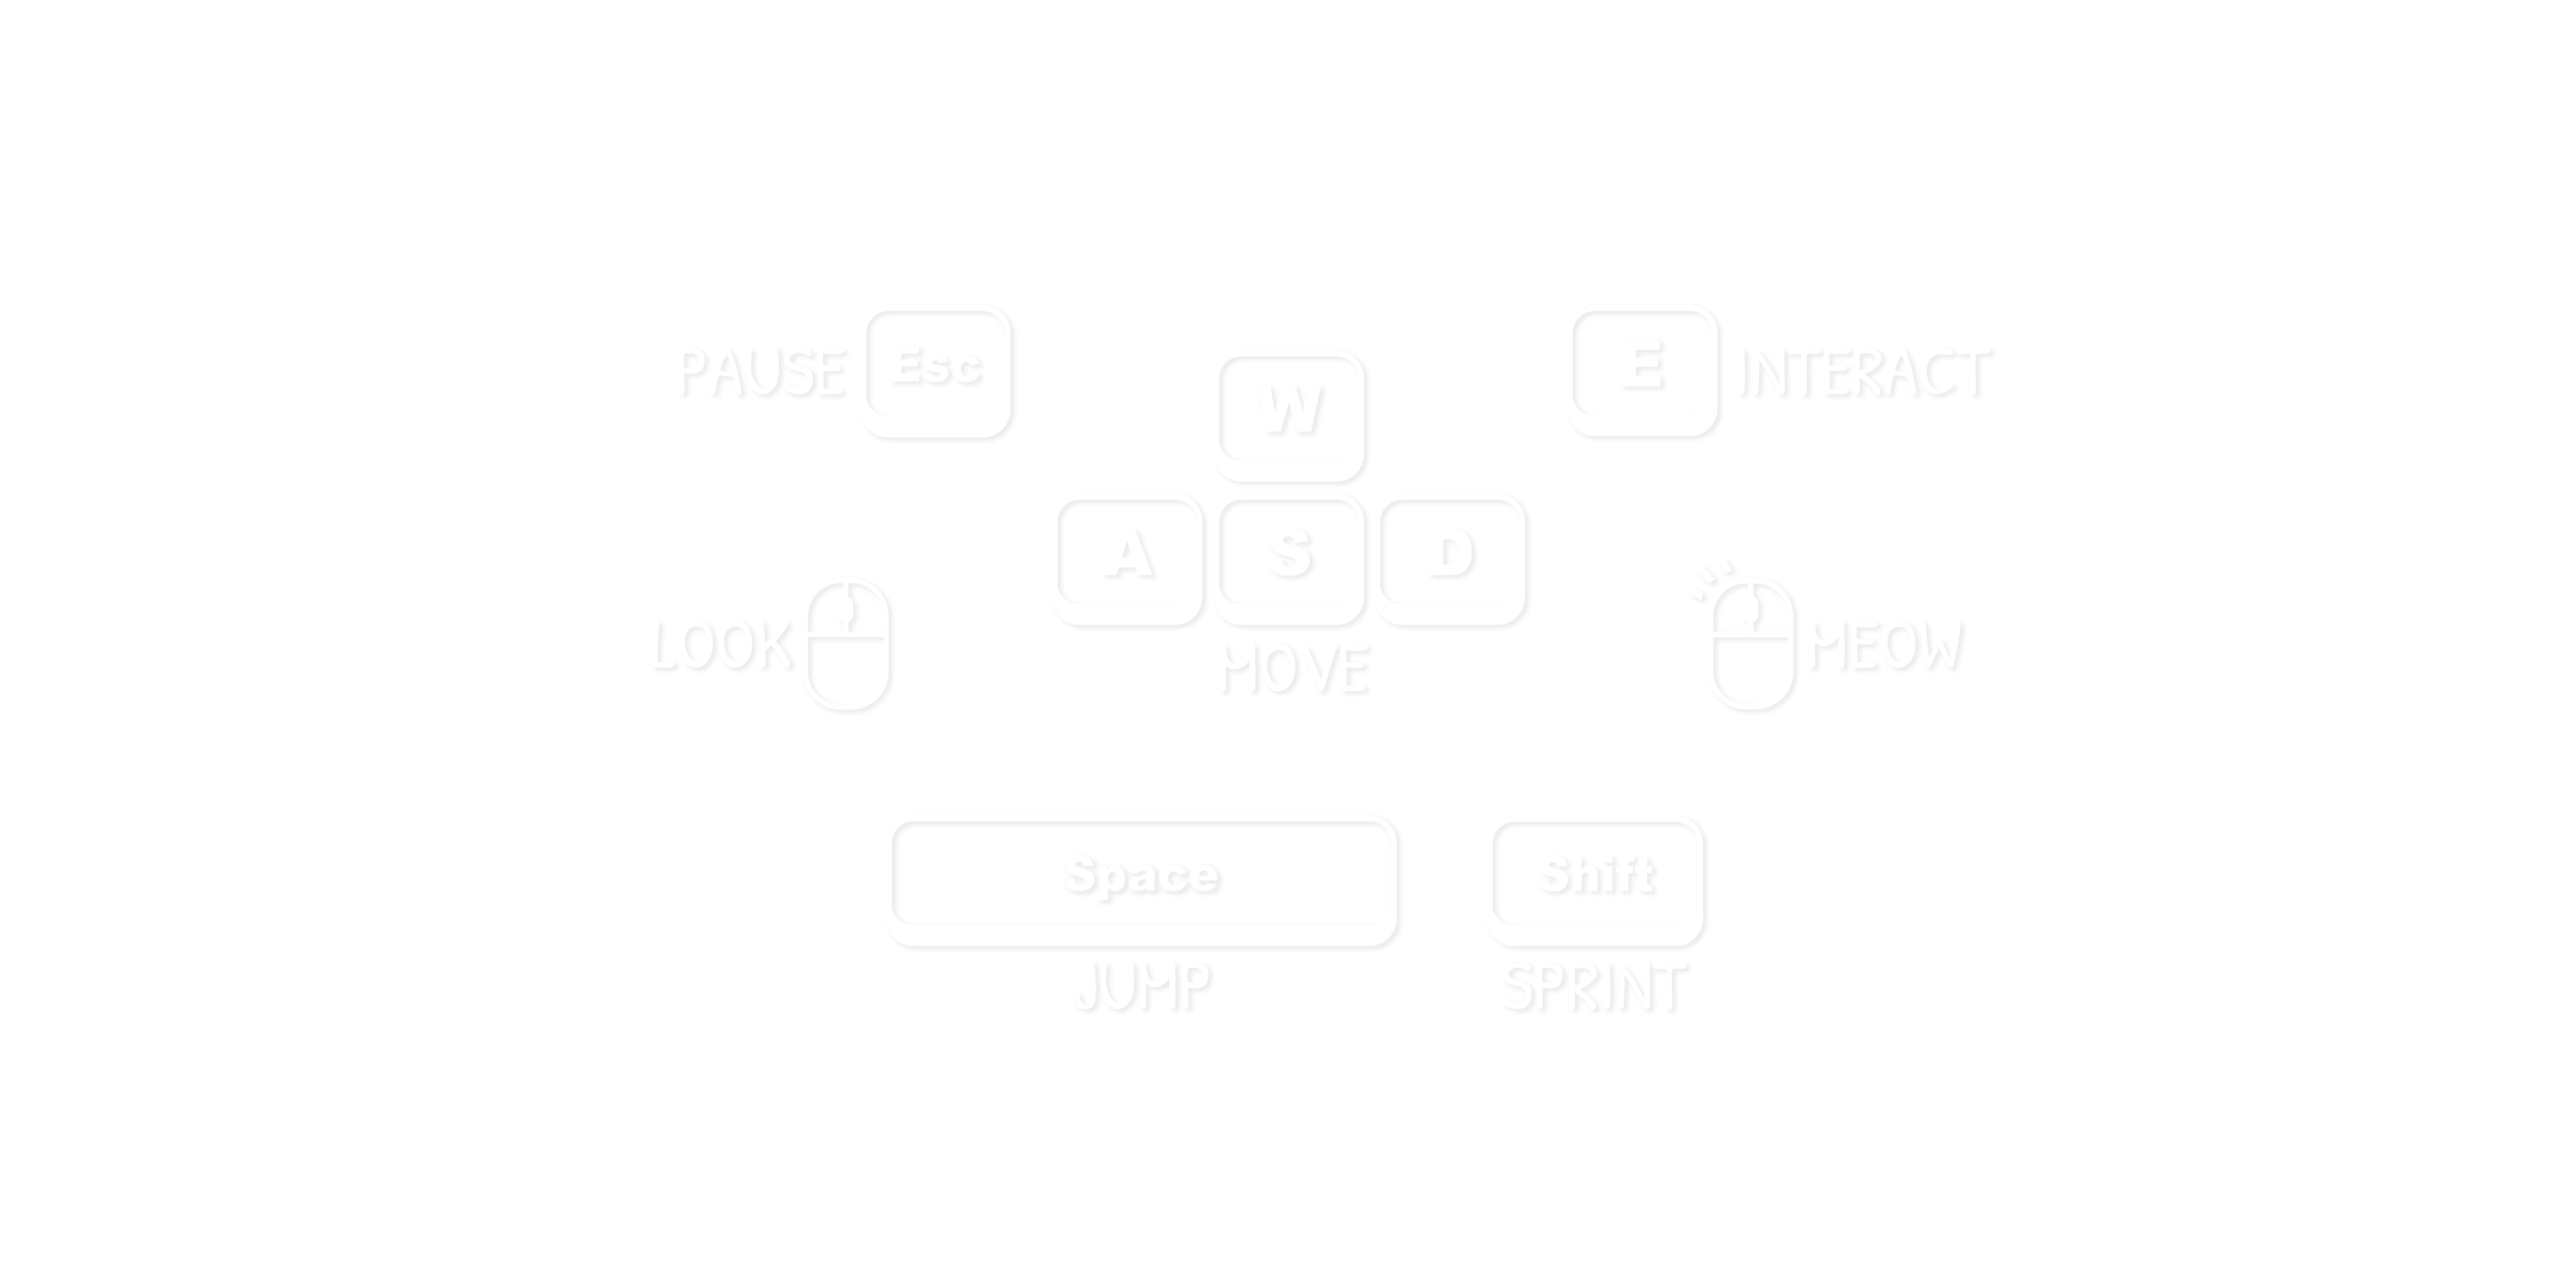 PAUSE Esc
W
E INTERACT
A S D
LOOK
MOVE
MEOW
Space
Shift
JUMP
SPRINT